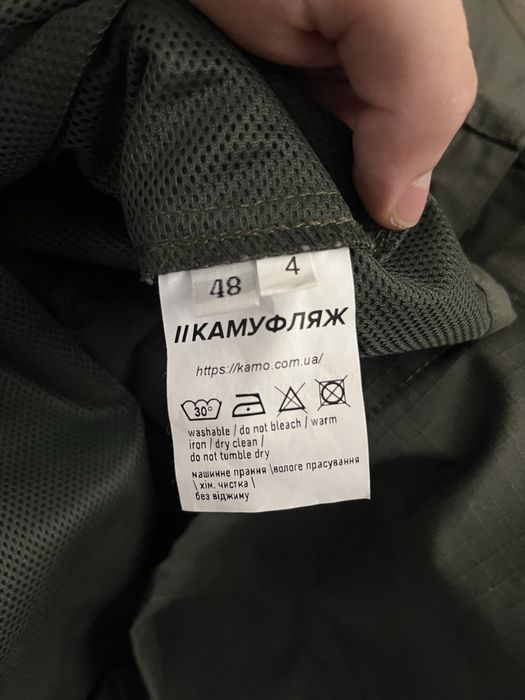 48
4
//КАМУФЛЯЖ
https://kamo.com.ua/
30°
washable / do not bleach / warm
iron / dry clean /
do not tumble dry
машинне прання \вологе прасування
\ хім. чистка \
без віджиму